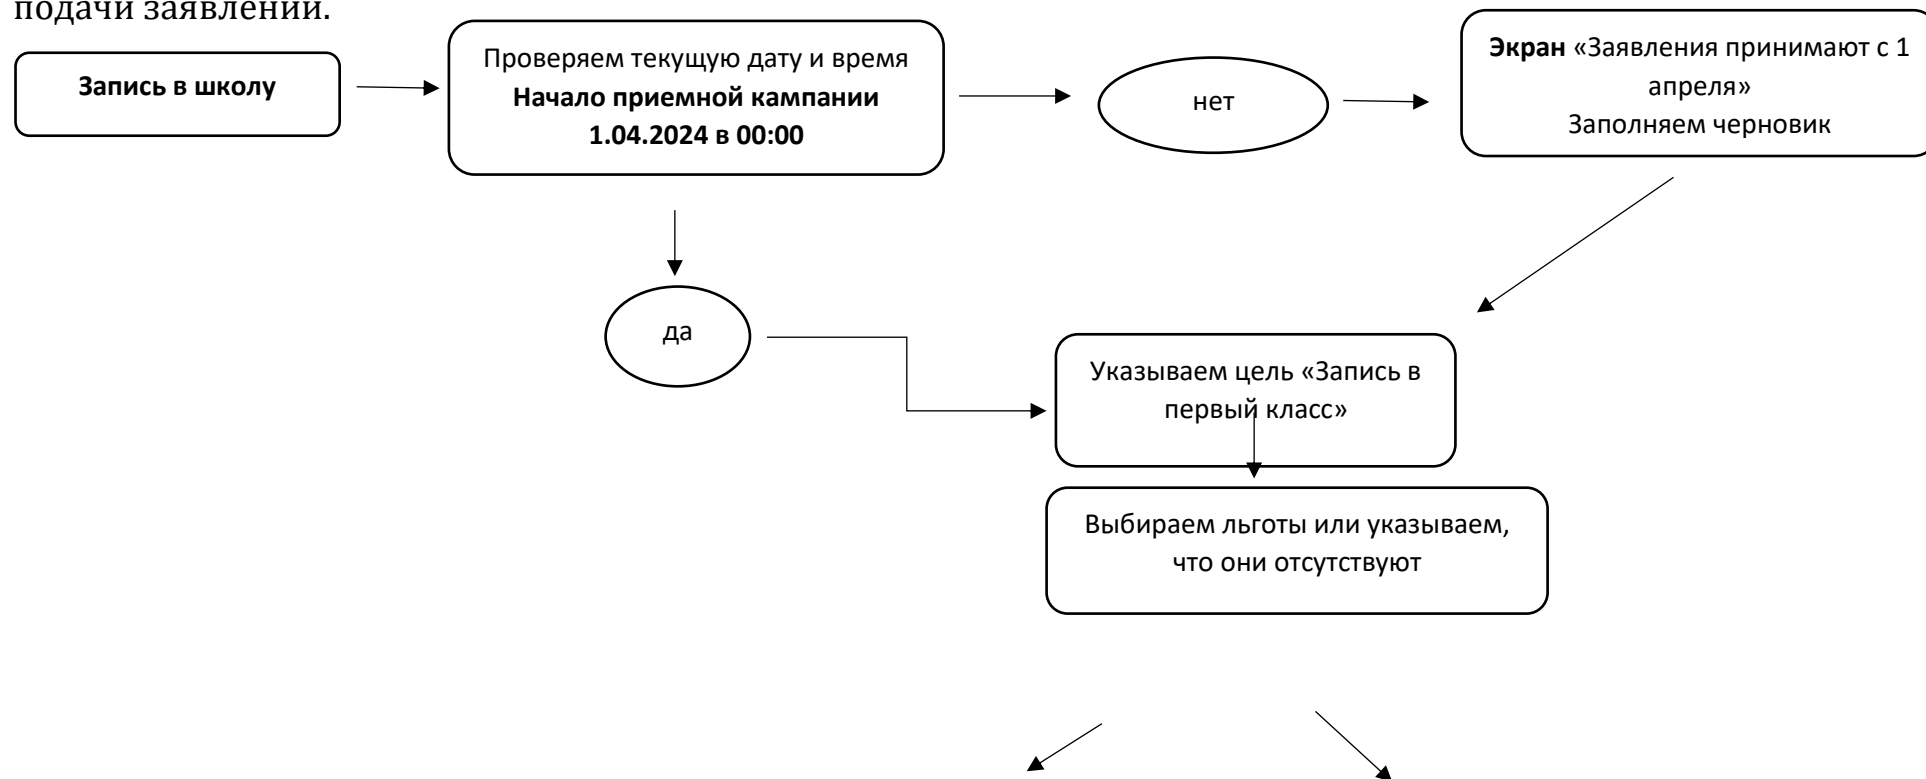 подачи заявлений.
Запись в школу
Проверяем текущую дату и время
Начало приемной кампании
1.04.2024 в 00:00
нет
Экран «Заявления принимают с 1
апреля»
Заполняем черновик
да
Указываем цель «Запись в
первый класс»
Выбираем льготы или указываем,
что они отсутствуют